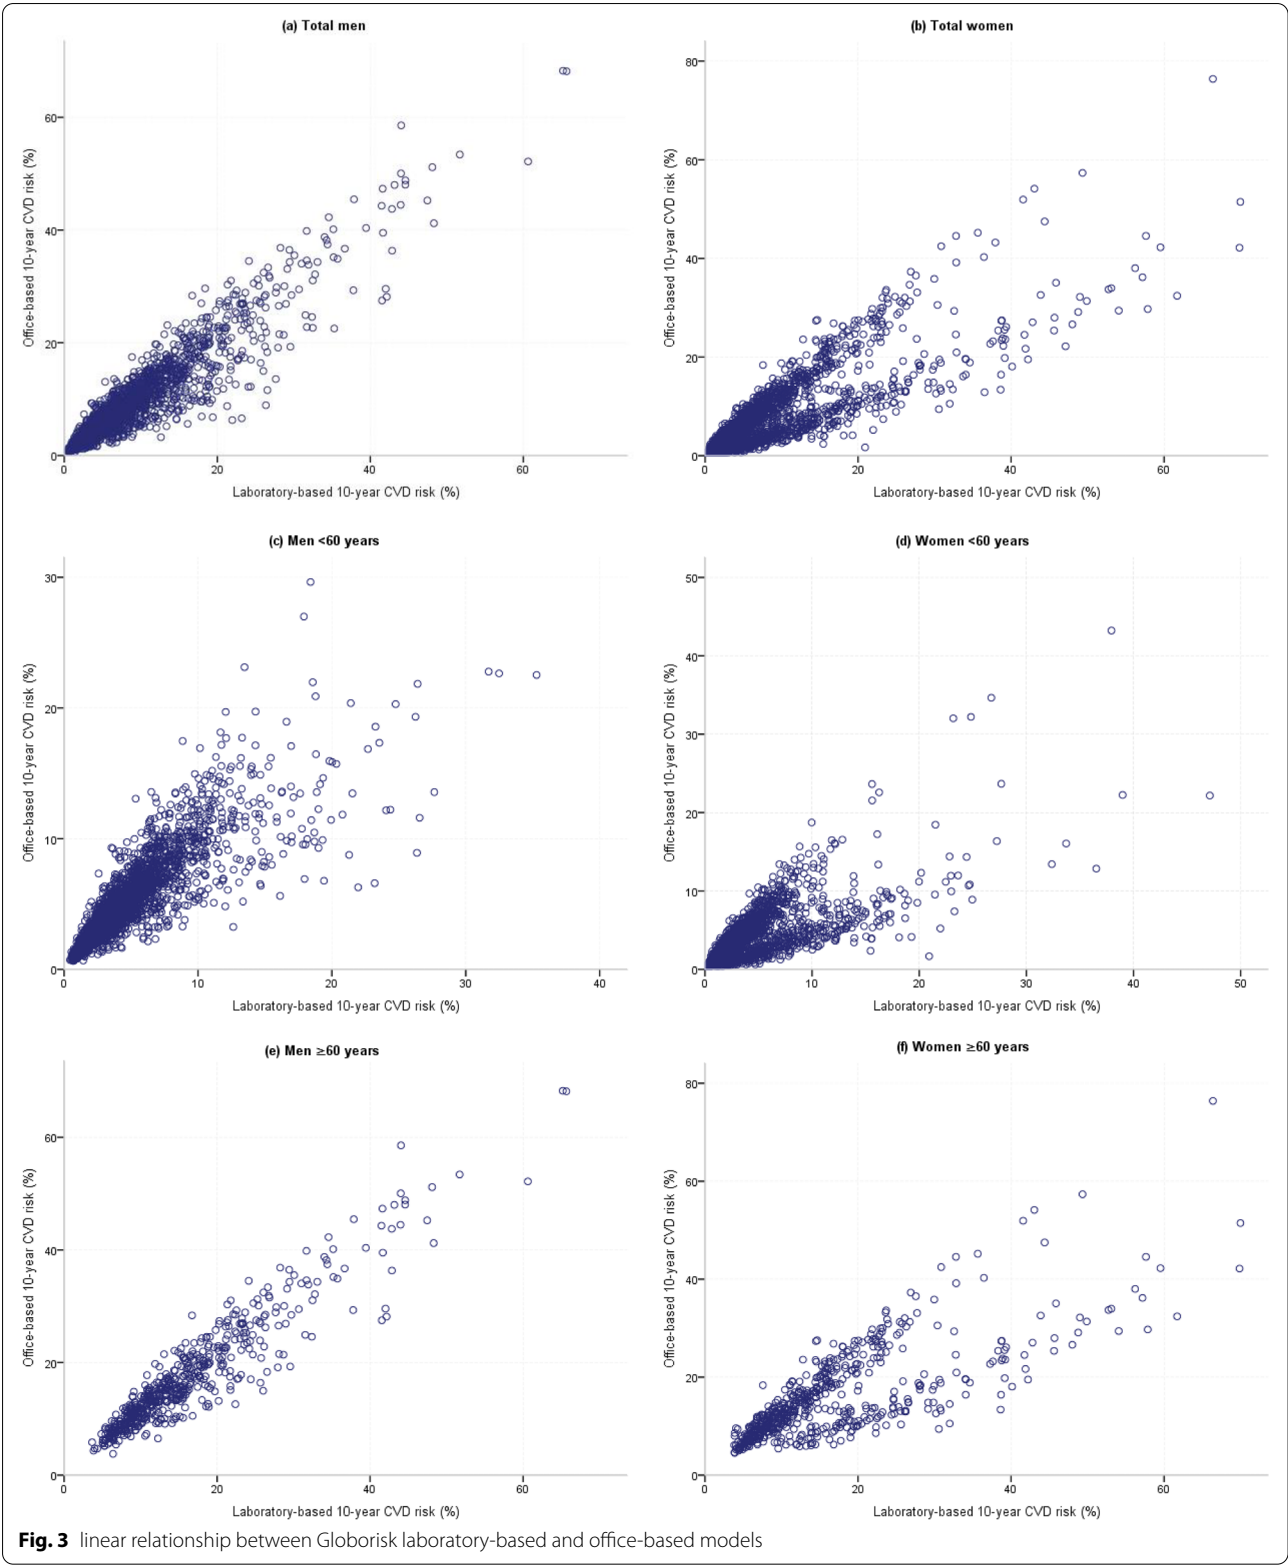 (a) Total men
Office-based 10-year CVD risk (%)
60
40
20
0
0 20 40 60
Laboratory-based 10-year CVD risk (%)
(b) Total women
Office-based 10-year CVD risk (%)
80
60
40
20
0
0 20 40 60
Laboratory-based 10-year CVD risk (%)
(c) Men <60 years
Office-based 10-year CVD risk (%)
30
20
10
0
0 10 20 30 40
Laboratory-based 10-year CVD risk (%)
(d) Women <60 years
Office-based 10-year CVD risk (%)
50
40
30
20
10
0
0 10 20 30 40 50
Laboratory-based 10-year CVD risk (%)
(e) Men ≥60 years
Office-based 10-year CVD risk (%)
60
40
20
0
0 20 40 60
Laboratory-based 10-year CVD risk (%)
(f) Women ≥60 years
Office-based 10-year CVD risk (%)
80
60
40
20
0
0 20 40 60
Laboratory-based 10-year CVD risk (%)
Fig. 3 linear relationship between Globorisk laboratory-based and office-based models